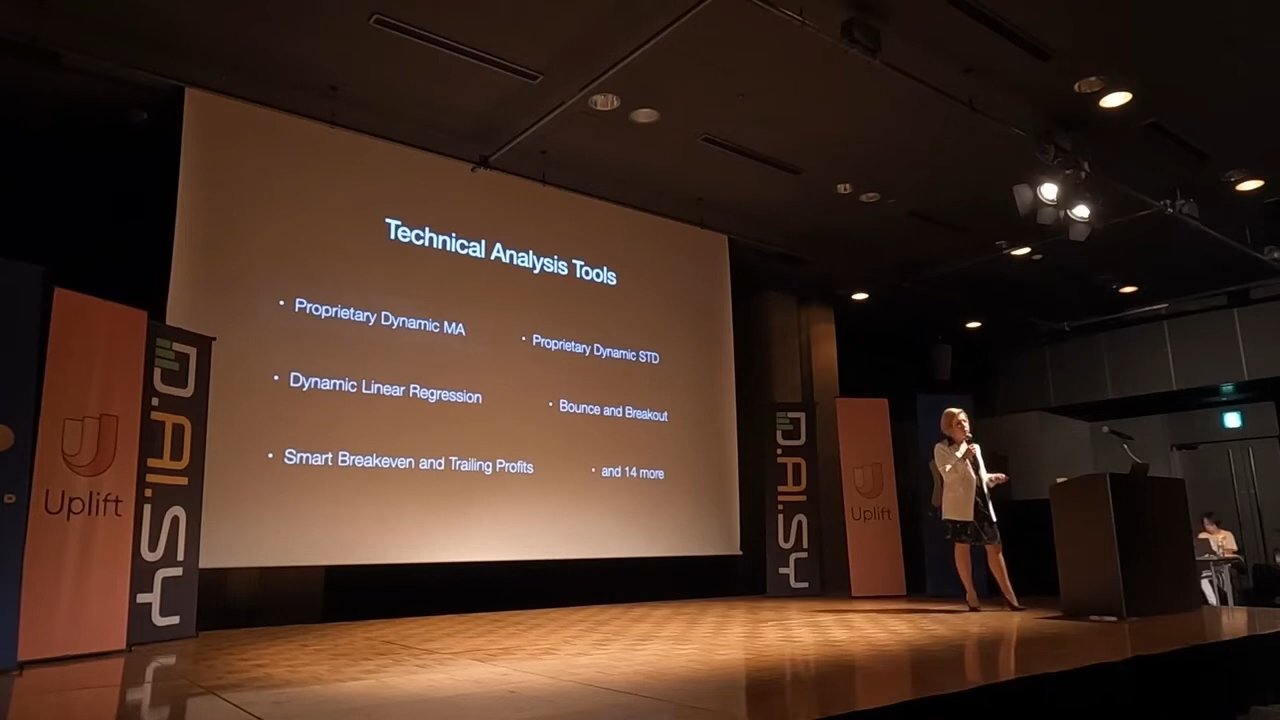 Technical Analysis Tools
• Proprietary Dynamic MA
• Proprietary Dynamic STD
• Dynamic Linear Regression
• Bounce and Breakout
• Smart Breakeven and Trailing Profits
• and 14 more
Uplift
D.AI.SY
D.AI.SY
Uplift